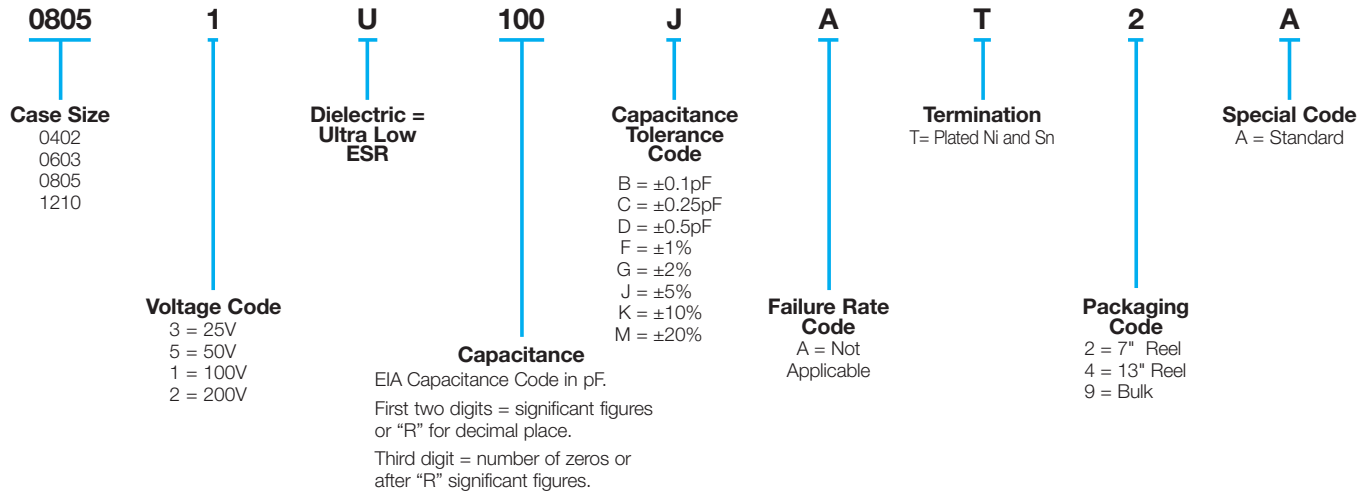 0805 1 U 100 J A T 2 A
Case Size
0402
0603
0805
1210
Voltage Code
3 = 25V
5 = 50V
1 = 100V
2 = 200V
Dielectric =
Ultra Low
ESR
Capacitance
EIA Capacitance Code in pF.
First two digits = significant figures
or “R” for decimal place.
Third digit = number of zeros or
after “R” significant figures.
Capacitance
Tolerance
Code
B = ±0.1pF
C = ±0.25pF
D = ±0.5pF
F = ±1%
G = ±2%
J = ±5%
K = ±10%
M = ±20%
Failure Rate
Code
A = Not
Applicable
Termination
T= Plated Ni and Sn
Packaging
Code
2 = 7" Reel
4 = 13" Reel
9 = Bulk
Special Code
A = Standard